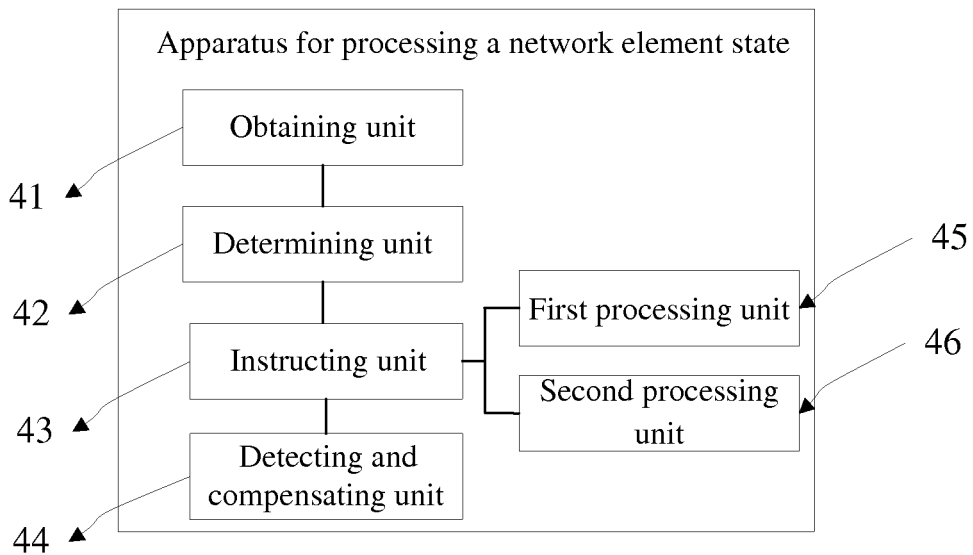 Apparatus for processing a network element state
Obtaining unit
41
Determining unit
42
45
First processing unit
Instructing unit
46
43
Second processing
unit
Detecting and
compensating unit
44